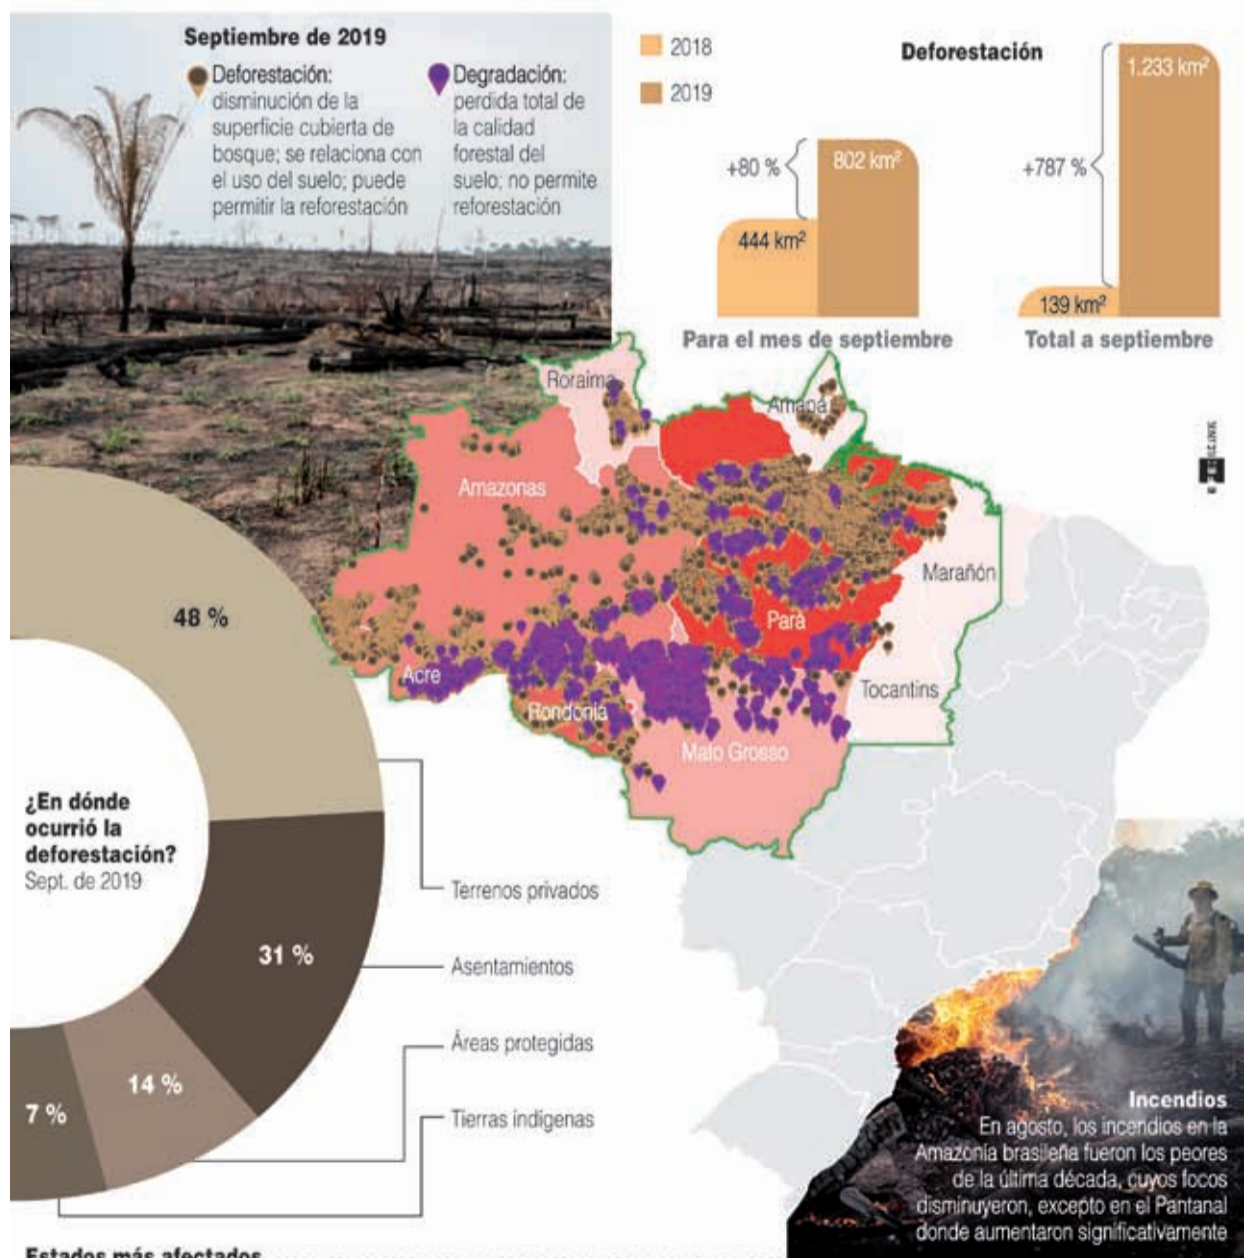 Septiembre de 2019
Deforestación:
disminución de la
superficie cubierta de
bosque; se relaciona con
el uso del suelo; puede
permitir la reforestación
Degradación:
perdida total de
la calidad
forestal del
suelo; no permite
reforestación
2018
2019
Deforestación
+80 %
802 km²
444 km²
Para el mes de septiembre
1.233 km²
+787 %
139 km²
Total a septiembre
Roraima
Amapá
Amazonas
Marañón
Pará
Acre
Tocantins
Rondonia
Mato Grosso
48 %
¿En dónde
ocurrió la
deforestación?
Sept. de 2019
31 %
14 %
7 %
Terrenos privados
Asentamientos
Áreas protegidas
Tierras indígenas
Incendios
En agosto, los incendios en la
Amazonía brasileña fueron los peores
de la última década, cuyos focos
disminuyeron, excepto en el Pantanal
donde aumentaron significativamente
Estados más afectados